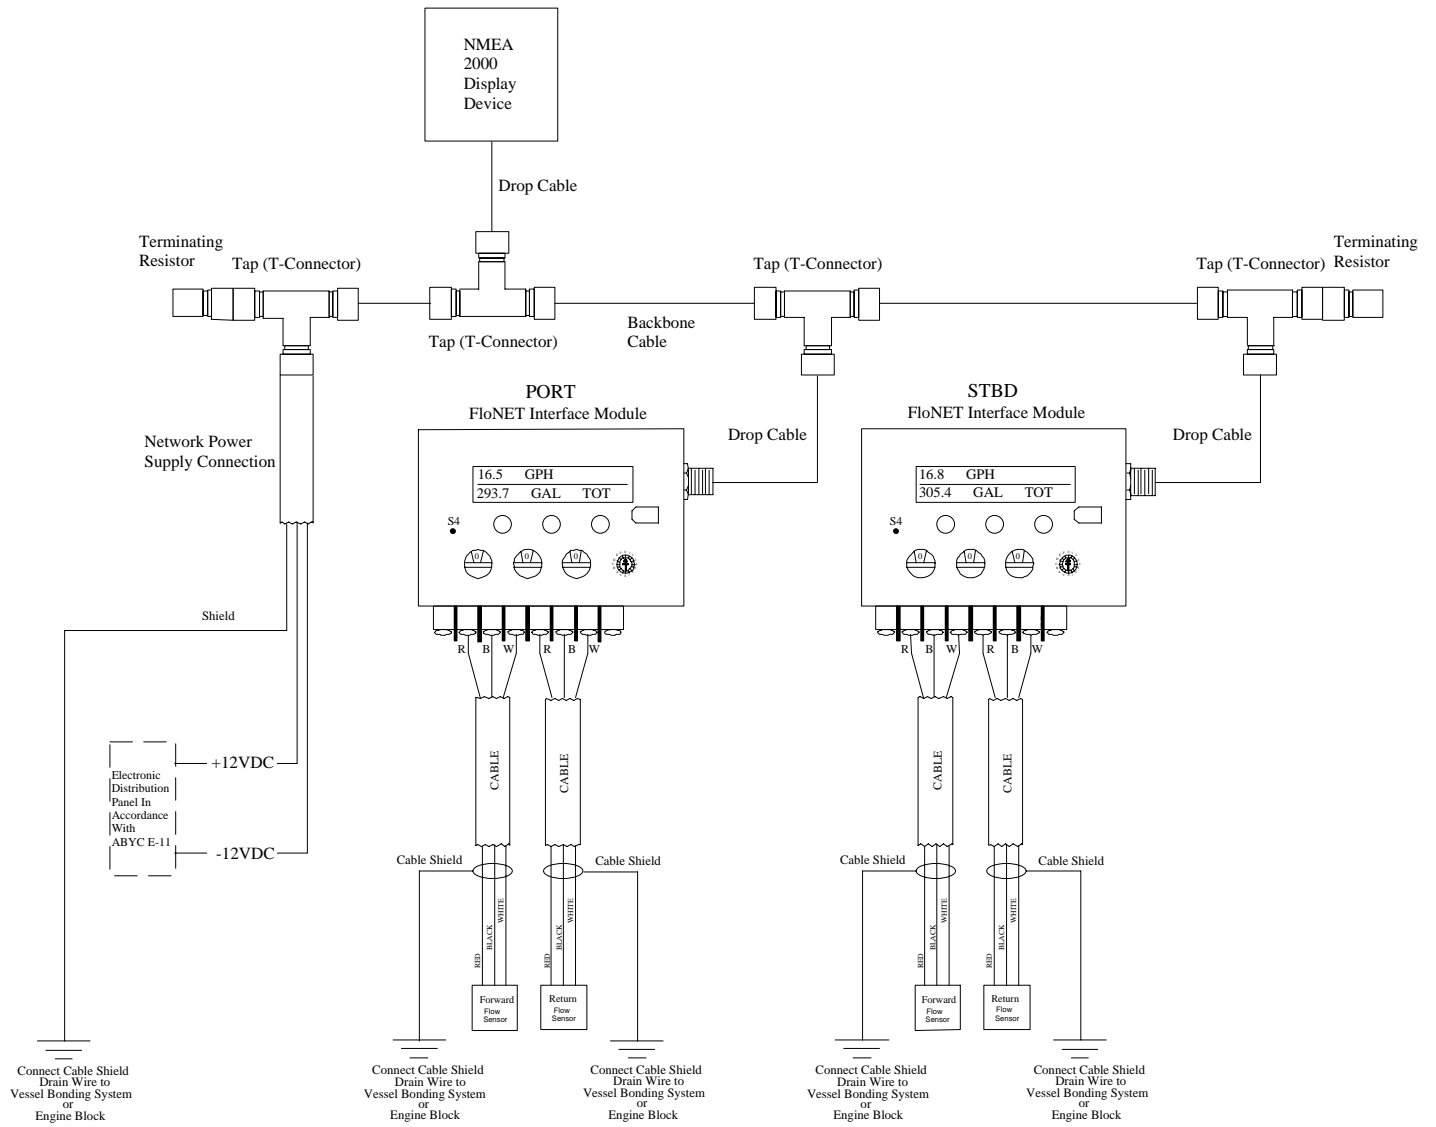 NMEA
2000
Display
Device
Drop Cable
Terminating
Resistor
Tap (T-Connector)
Tap (T-Connector)
Tap (T-Connector)
Tap (T-Connector)
Terminating
Resistor
Backbone
Cable
Network Power
Supply Connection
PORT
FloNET Interface Module
Drop Cable
STBD
FloNET Interface Module
Drop Cable
16.5 GPH
293.7 GAL TOT
S4
0 0 0
16.8 GPH
305.4 GAL TOT
S4
0 0 0
Shield
R B W R B W
R B W R B W
CABLE
CABLE
CABLE
CABLE
+12VDC
-12VDC
Electronic
Distribution
Panel In
Accordance
With
ABYC E-11
Cable Shield
Cable Shield
Cable Shield
Cable Shield
RED
BLACK
WHITE
RED
BLACK
WHITE
RED
BLACK
WHITE
RED
BLACK
WHITE
Forward
Flow
Sensor
Return
Flow
Sensor
Forward
Flow
Sensor
Return
Flow
Sensor
Connect Cable Shield
Drain Wire to
Vessel Bonding System
or
Engine Block
Connect Cable Shield
Drain Wire to
Vessel Bonding System
or
Engine Block
Connect Cable Shield
Drain Wire to
Vessel Bonding System
or
Engine Block
Connect Cable Shield
Drain Wire to
Vessel Bonding System
or
Engine Block
Connect Cable Shield
Drain Wire to
Vessel Bonding System
or
Engine Block